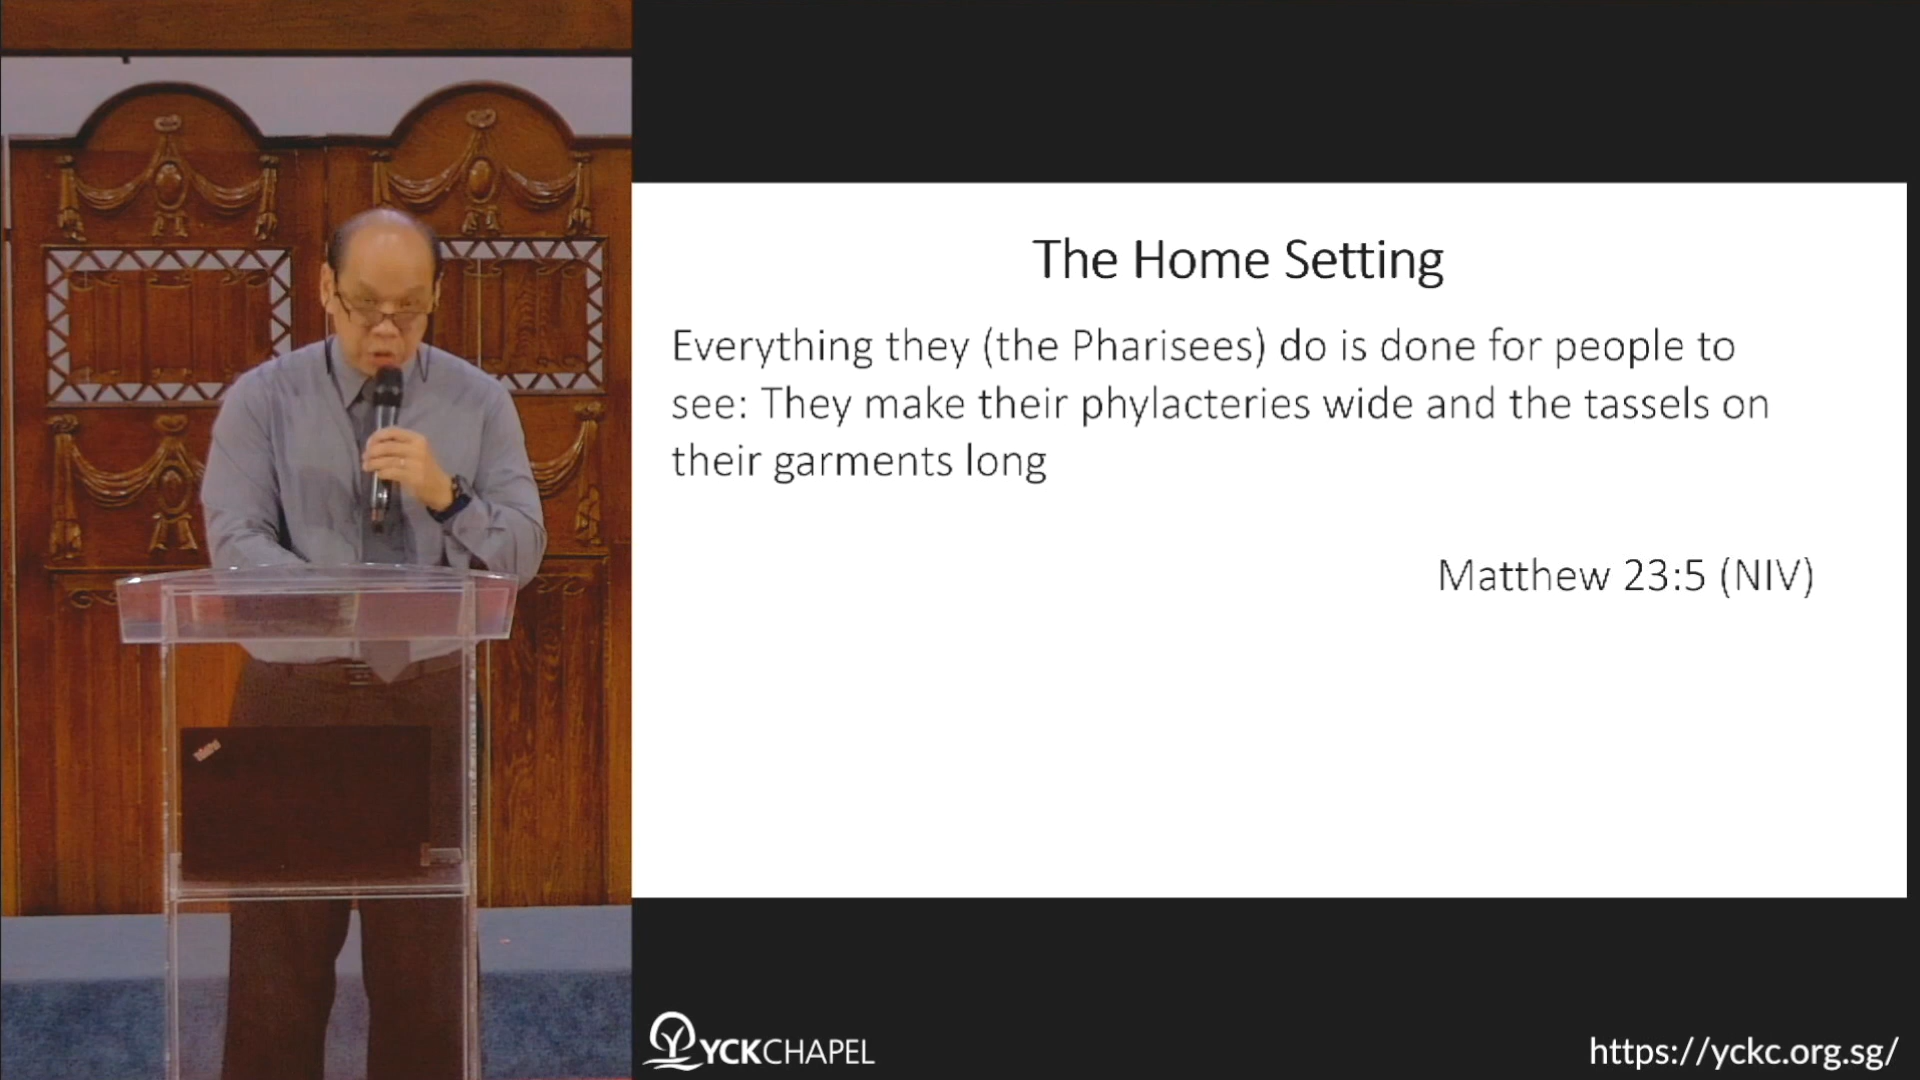 The Home Setting
Everything they (the Pharisees) do is done for people to
see: They make their phylacteries wide and the tassels on
their garments long
Matthew 23:5 (NIV)
YCKCHAPEL
https://yckc.org.sg/